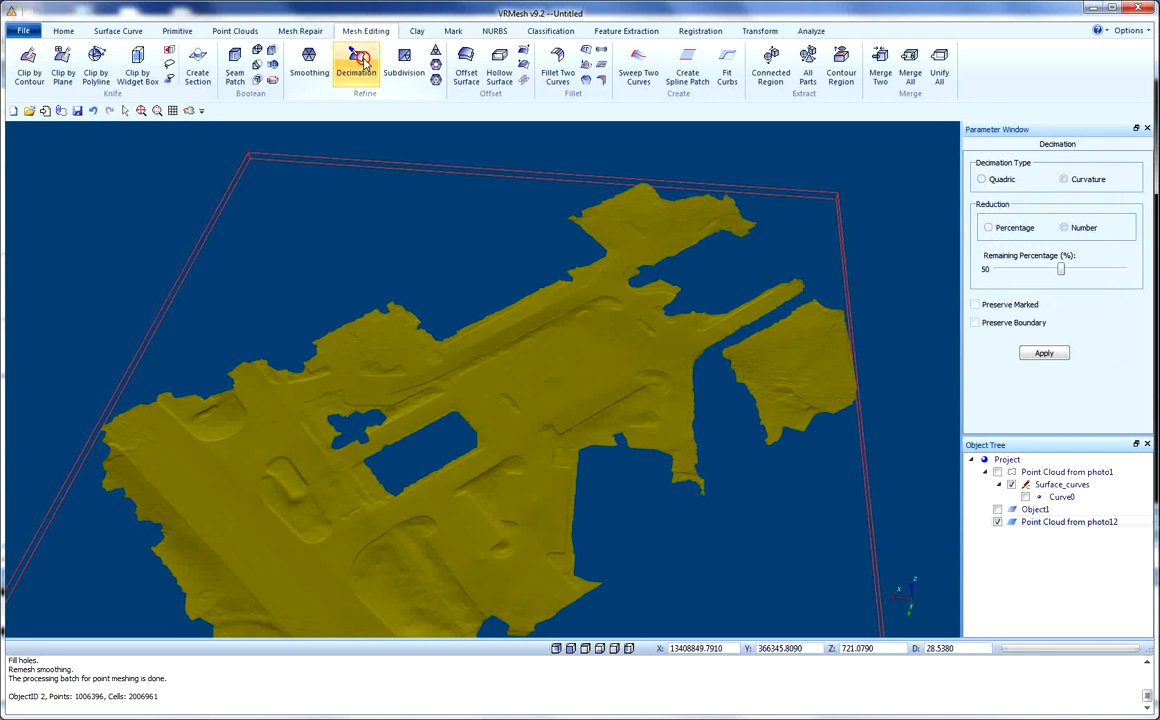 VRMesh v9.2 --Untitled
File Home Surface Curve Primitive Point Clouds Mesh Repair Mesh Editing Clay Mark NURBS Classification Feature Extraction Registration Transform Analyze Options
Clip by Contour
Clip by Plane
Clip by Polyline
Clip by Widget Box
Create Section
Seam Patch
Smoothing
Decimation
Subdivision
Offset Surface
Hollow Surface
Fillet Two Curves
Sweep Two Curves
Create Spline Patch
Fit Curbs
Connected Region
All Parts
Contour Region
Merge Two
Merge All
Unify All
Knife Boolean Refine Offset Fillet Create Extract Merge
Parameter Window
Decimation
Decimation Type
Quadric Curvature
Reduction
Percentage Number
Remaining Percentage (%):
50
Preserve Marked
Preserve Boundary
Apply
Object Tree
Project
Point Cloud from photo1
Surface_curves
Curve0
Object1
Point Cloud from photo12
z
x
y
X: 13408849.7910 Y: 366345.8090 Z: 721.0790 D: 28.5380
Fill holes.
Remesh smoothing.
The processing batch for point meshing is done.
ObjectID 2, Points: 1006396, Cells: 2006961